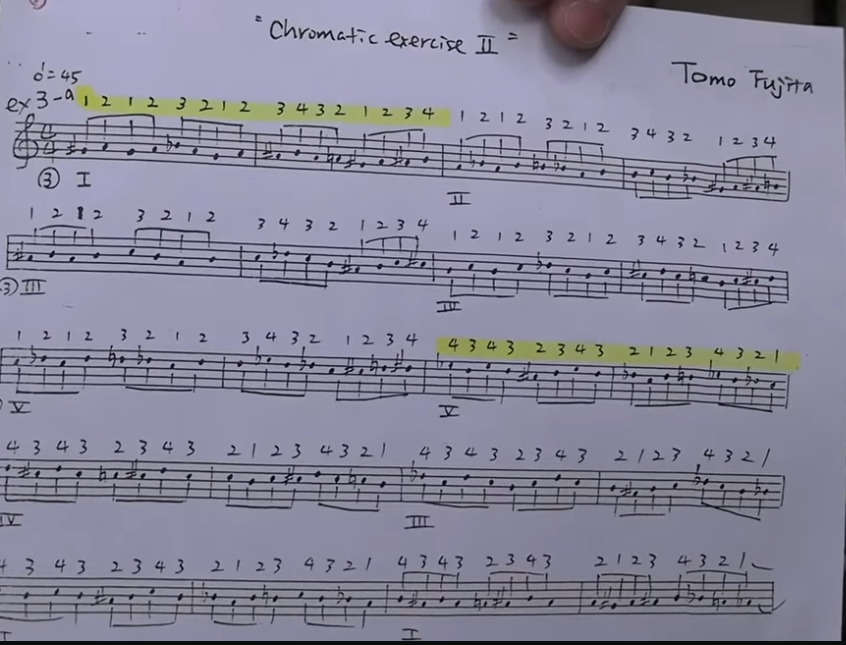 "Chromatic exercise II"
Tomo Fujita
♩=45
ex 3-a 1 2 1 2 3 2 1 2 3 4 3 2 1 2 3 4 1 2 1 2 3 2 1 2 3 4 3 2 1 2 3 4
4 4
③ I II
1 2 1 2 3 2 1 2 3 4 3 2 1 2 3 4 1 2 1 2 3 2 1 2 3 4 3 2 1 2 3 4
③ III IV
1 2 1 2 3 2 1 2 3 4 3 2 1 2 3 4 4 3 4 3 2 3 4 3 2 1 2 3 4 3 2 1
V V
4 3 4 3 2 3 4 3 2 1 2 3 4 3 2 1 4 3 4 3 2 3 4 3 2 1 2 3 4 3 2 1
IV III
4 3 4 3 2 3 4 3 2 1 2 3 4 3 2 1 4 3 4 3 2 3 4 3 2 1 2 3 4 3 2 1
I